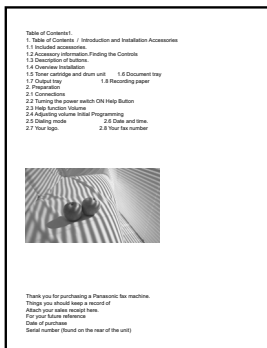 Table of Contents1.
1. Table of Contents / Introduction and Installation Accessories
1.1 Included accessories.
1.2 Accessory information.Finding the Controls
1.3 Description of buttons.
1.4 Overview Installation
1.5 Toner cartridge and drum unit 1.6 Document tray
1.7 Output tray 1.8 Recording paper
2. Preparation
2.1 Connections
2.2 Turning the power switch ON Help Button
2.3 Help function Volume
2.4 Adjusting volume Initial Programming
2.5 Dialing mode 2.6 Date and time.
2.7 Your logo. 2.8 Your fax number
Thank you for purchasing a Panasonic fax machine.
Things you should keep a record of
Attach your sales receipt here.
For your future reference
Date of purchase
Serial number (found on the rear of the unit)